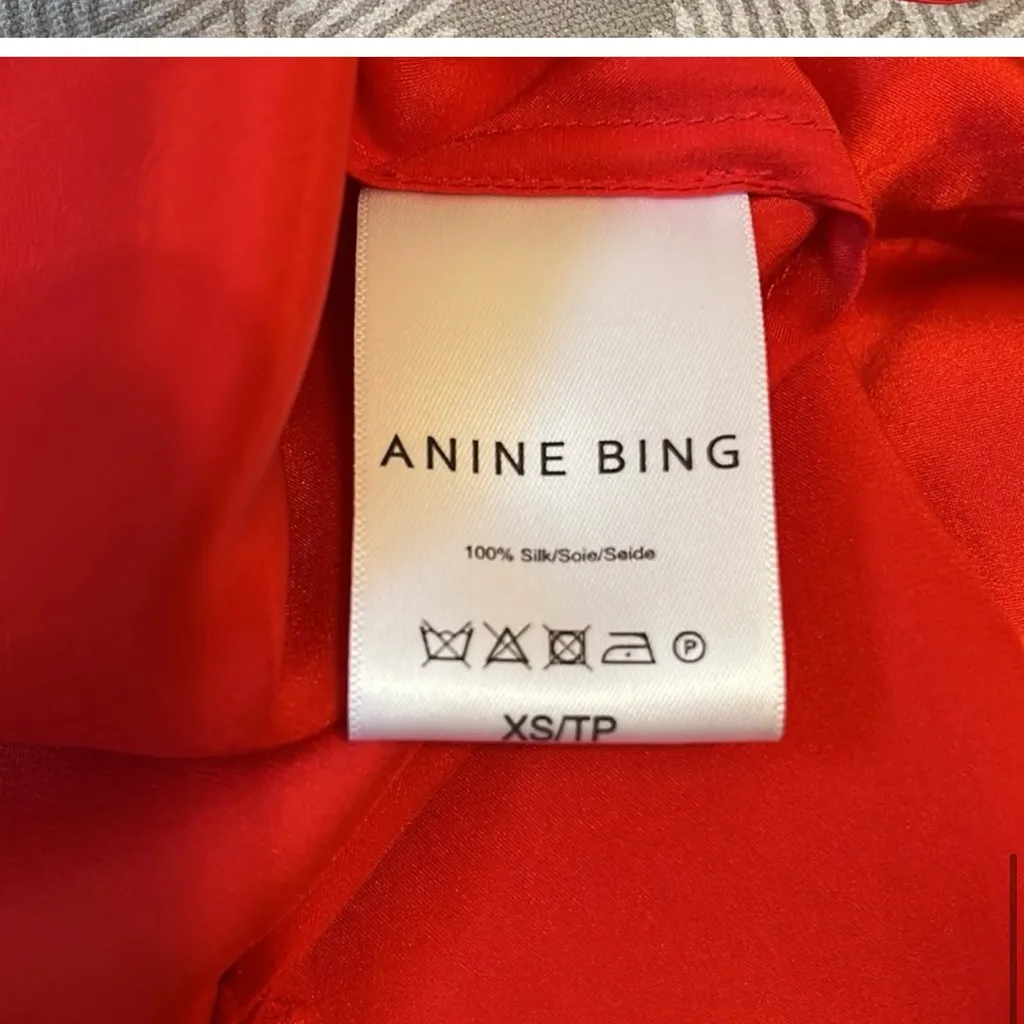 ANINE BING
100% Silk/Soie/Seide
P
XS/TP